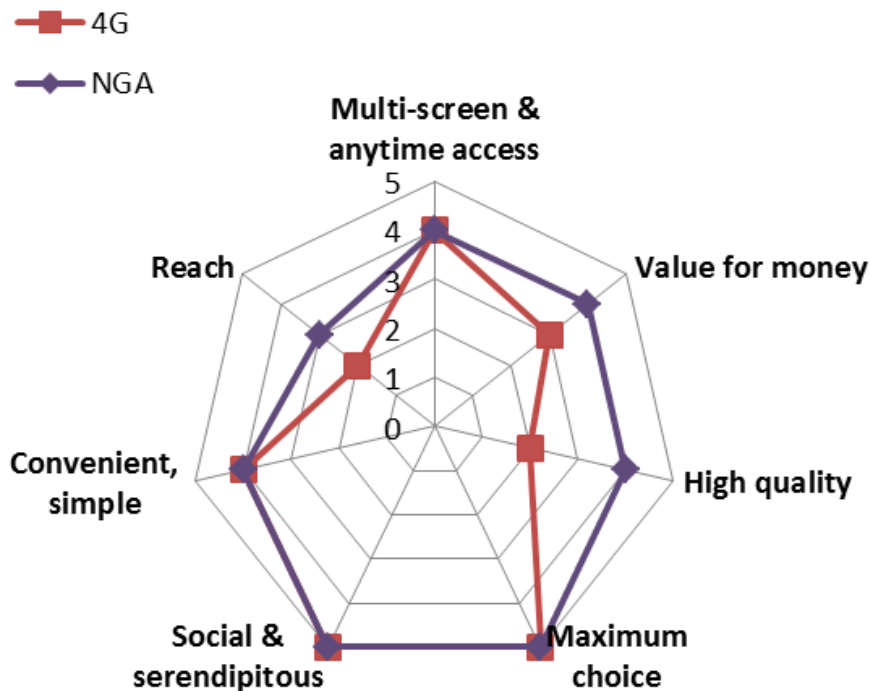 4G
NGA
Multi-screen &
anytime access
5
4
3
2
1
0
Reach
Value for money
Convenient,
simple
High quality
Social &
serendipitous
Maximum
choice